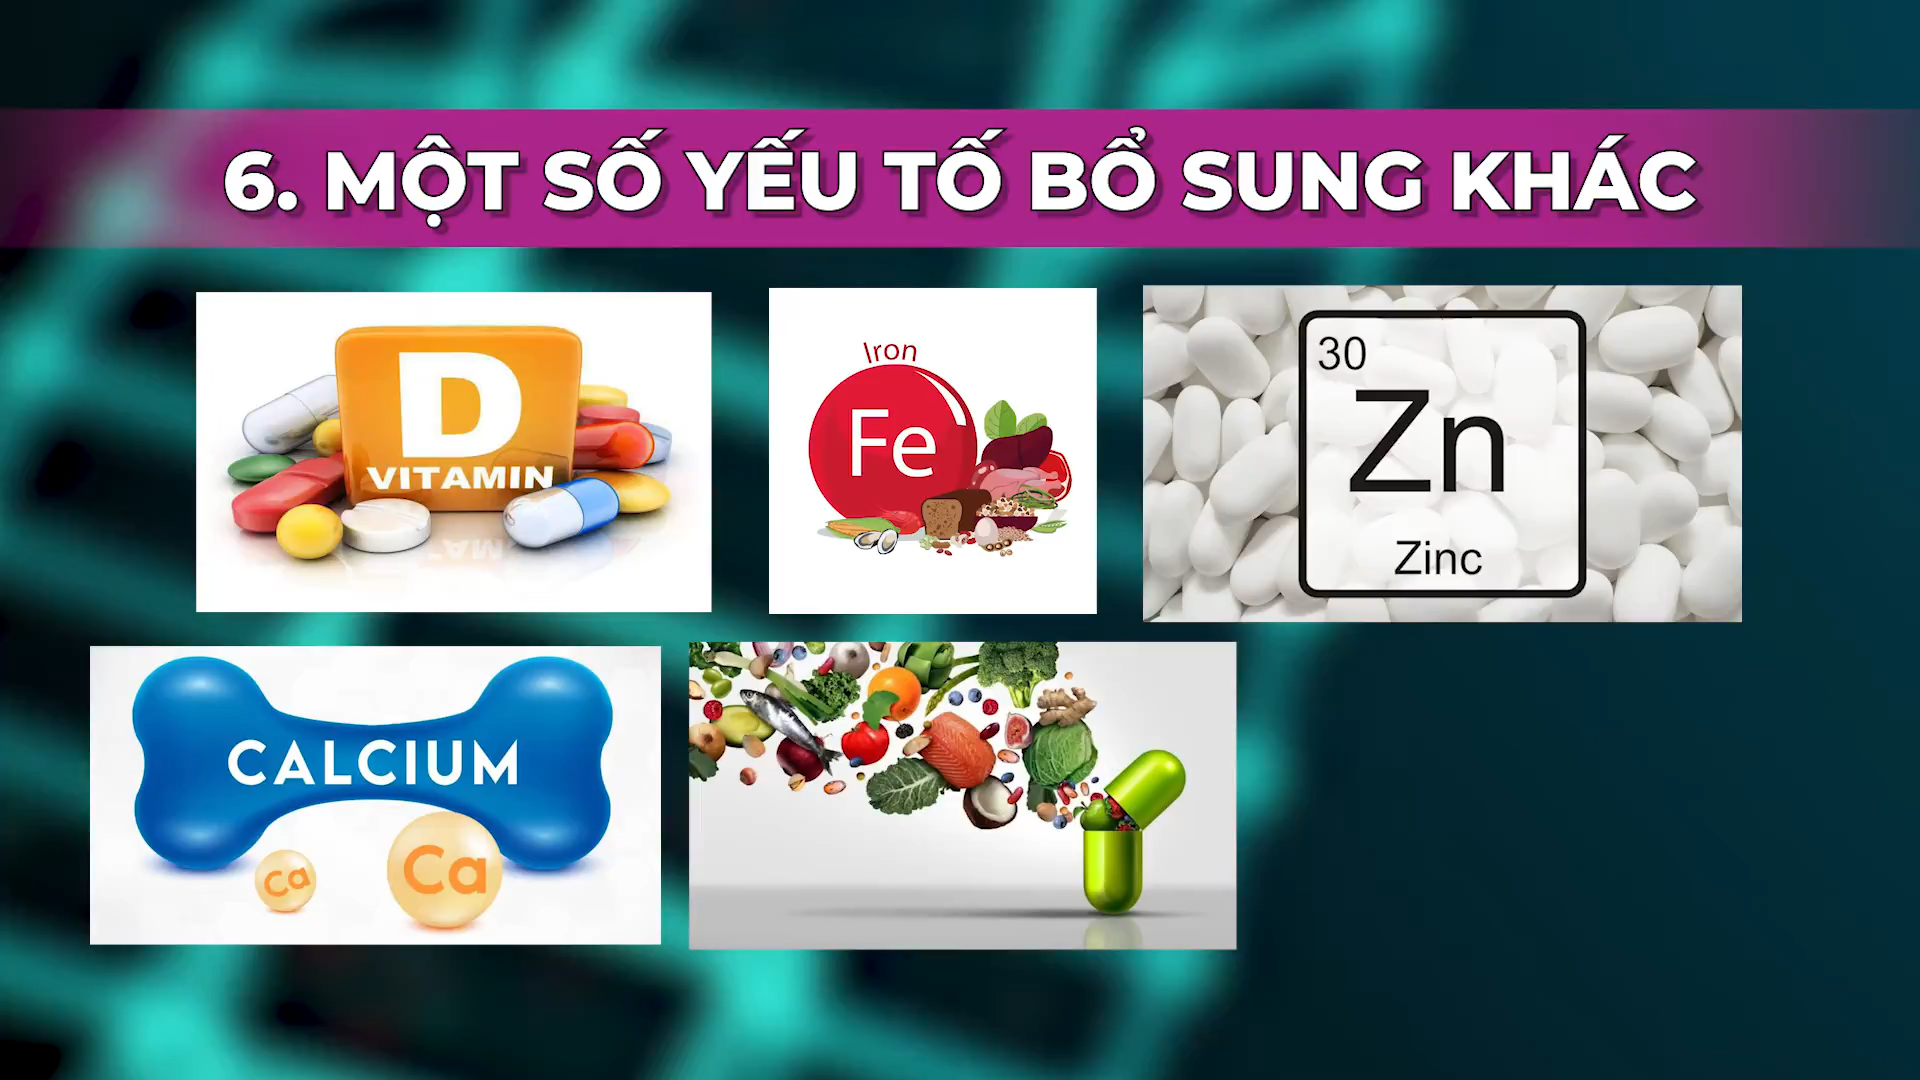 6. MỘT SỐ YẾU TỐ BỔ SUNG KHÁC
D
VITAMIN
Iron
Fe
30
Zn
Zinc
CALCIUM
Ca
Ca